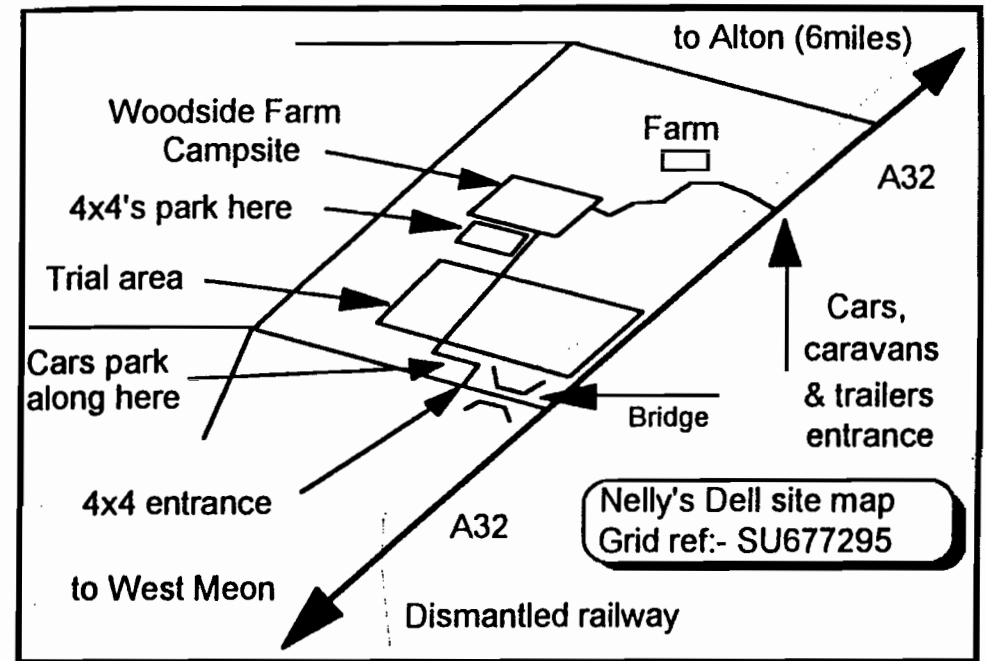 to Alton (6miles)
Woodside Farm
Campsite
Farm
A32
4x4's park here
Trial area
Cars,
caravans
& trailers
entrance
Cars park
along here
Bridge
4x4 entrance
A32
Nelly's Dell site map
Grid ref:- SU677295
to West Meon
Dismantled railway